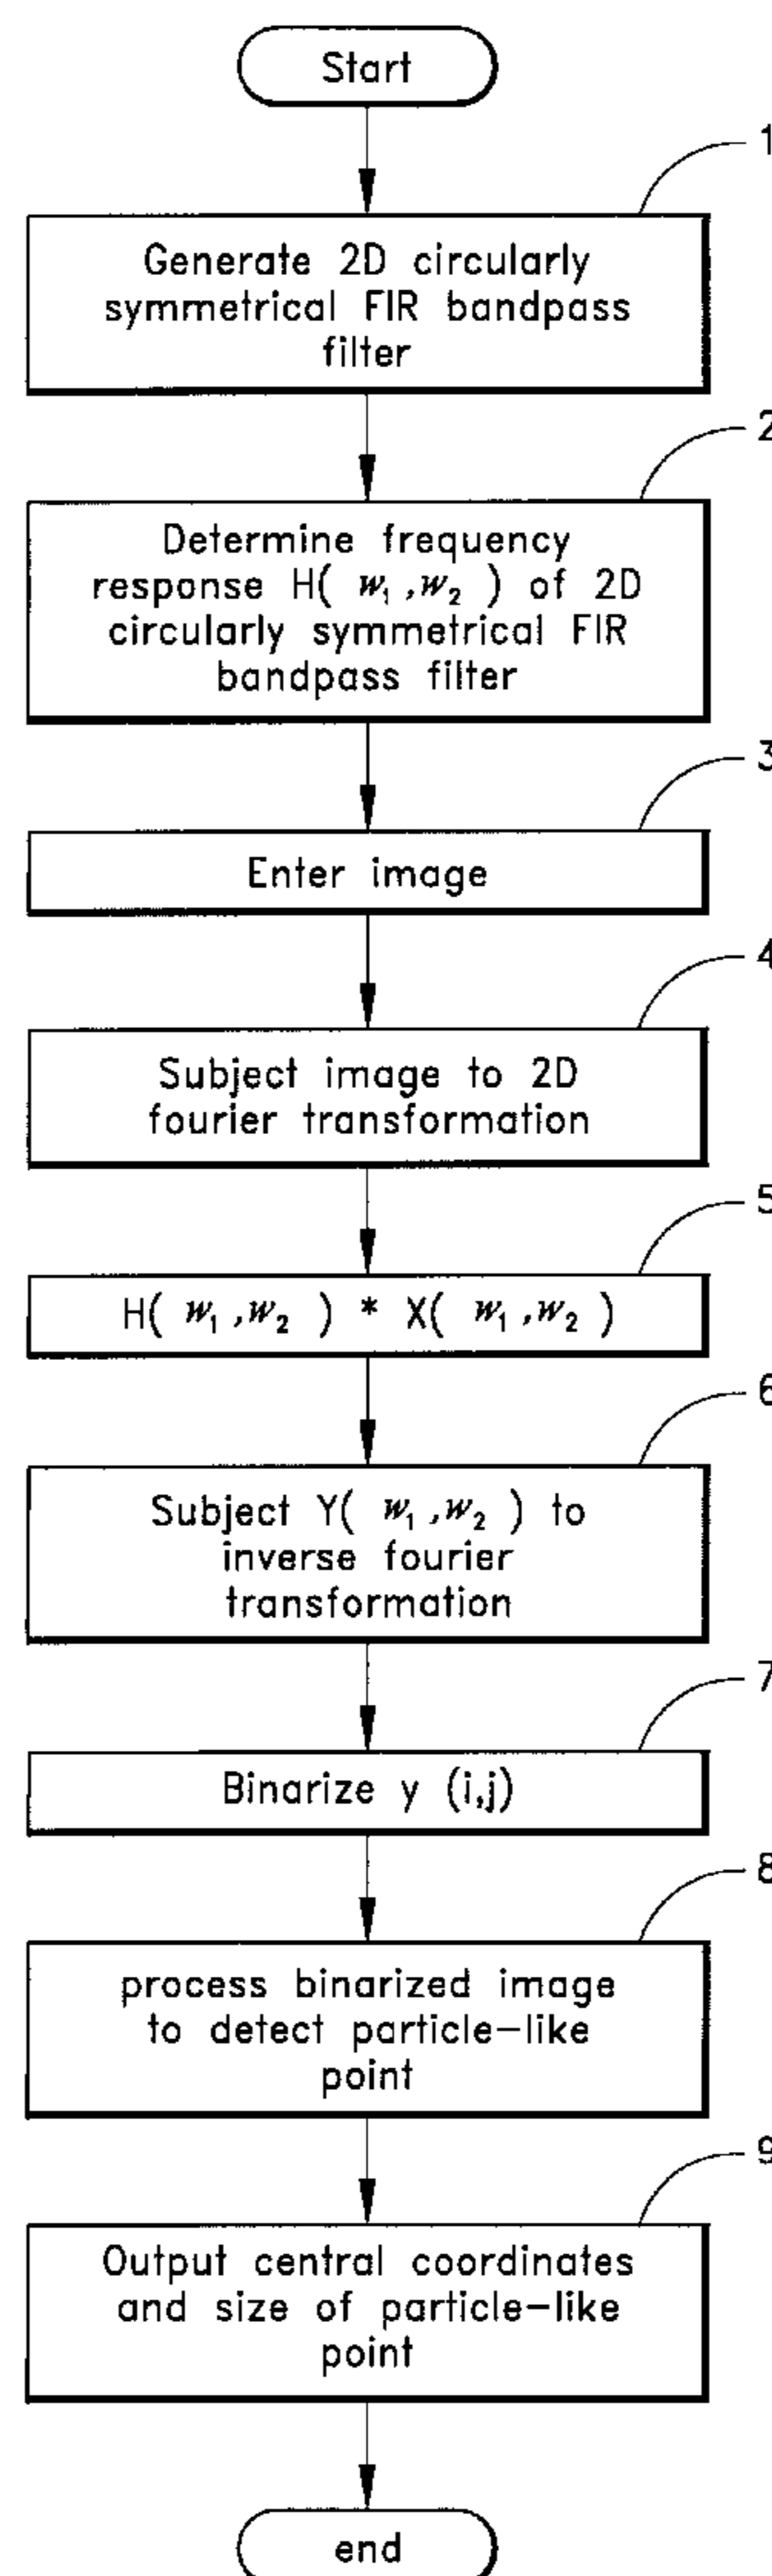 Start
1
Generate 2D circularly
symmetrical FIR bandpass
filter
2
Determine frequency
response H( w₁ ,w₂ ) of 2D
circularly symmetrical FIR
bandpass filter
3
Enter image
4
Subject image to 2D
fourier transformation
5
H( w₁ ,w₂ ) * X( w₁ ,w₂ )
6
Subject Y( w₁ ,w₂ ) to
inverse fourier
transformation
7
Binarize y (i,j)
8
process binarized image
to detect particle-like
point
9
Output central coordinates
and size of particle-like
point
end